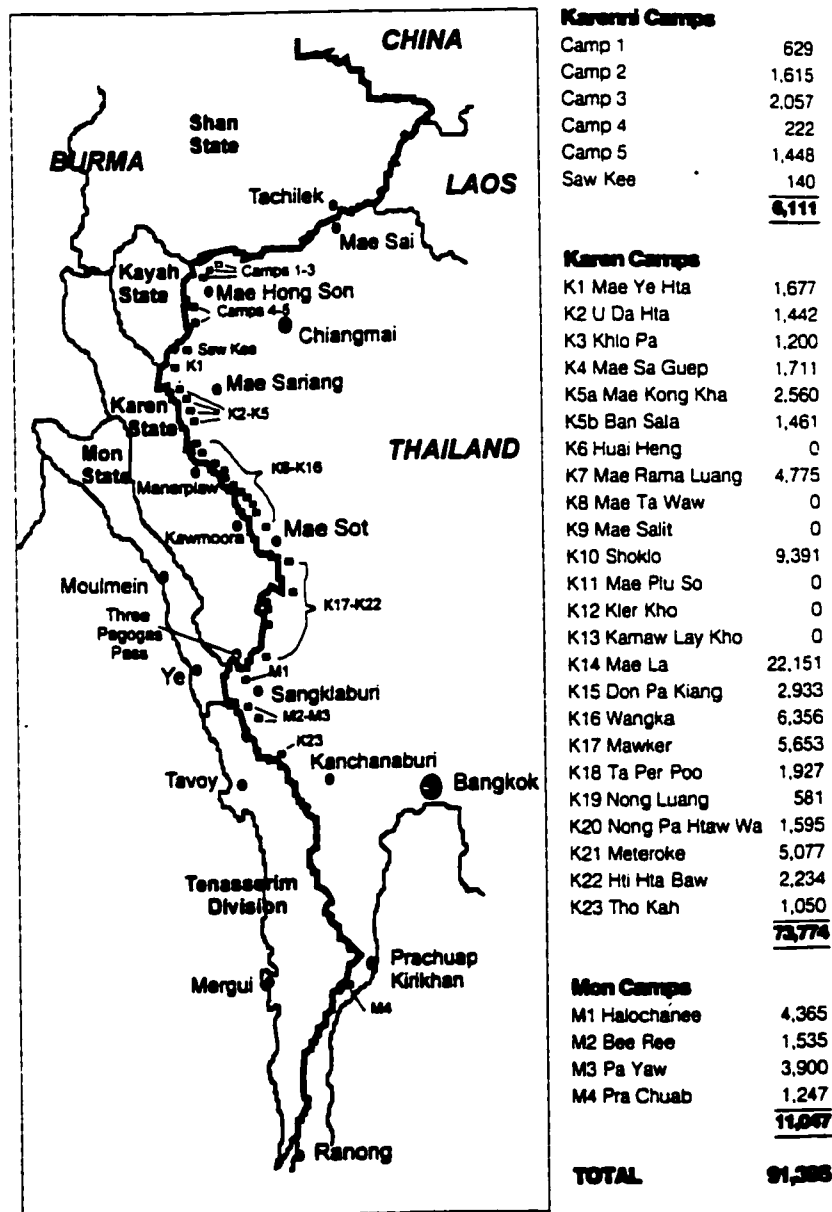 CHINA
Shan
State
BURMA
LAOS
Tachilek
Mae Sai
Kayah
State
Camps 1-3
Mae Hong Son
Camps 4-5
Chiangmai
Saw Kee
K1
Mae Sariang
Karen
State
K2-K5
Mon
State
THAILAND
K6-K16
Manerplaw
Kawmoora
Mae Sot
Moulmein
K17-K22
Three
Pagogas
Pass
Ye
M1
Sangklaburi
M2-M3
K23
Kanchanaburi
Tavoy
Bangkok
Tenasserim
Division
Prachuap
Kirikhan
Mergui
M4
Ranong
Karenni Camps
Camp 1 629
Camp 2 1,615
Camp 3 2,057
Camp 4 222
Camp 5 1,448
Saw Kee 140
6,111
Karen Camps
K1 Mae Ye Hta 1,677
K2 U Da Hta 1,442
K3 Khlo Pa 1,200
K4 Mae Sa Guep 1,711
K5a Mae Kong Kha 2,560
K5b Ban Sala 1,461
K6 Huai Heng 0
K7 Mae Rama Luang 4,775
K8 Mae Ta Waw 0
K9 Mae Salit 0
K10 Shoklo 9,391
K11 Mae Plu So 0
K12 Kler Kho 0
K13 Kamaw Lay Kho 0
K14 Mae La 22,151
K15 Don Pa Kiang 2,933
K16 Wangka 6,356
K17 Mawker 5,653
K18 Ta Per Poo 1,927
K19 Nong Luang 581
K20 Nong Pa Htaw Wa 1,595
K21 Meteroke 5,077
K22 Hti Hta Baw 2,234
K23 Tho Kah 1,050
73,774
Mon Camps
M1 Halochanee 4,365
M2 Bee Ree 1,535
M3 Pa Yaw 3,900
M4 Pra Chuab 1,247
11,047
TOTAL